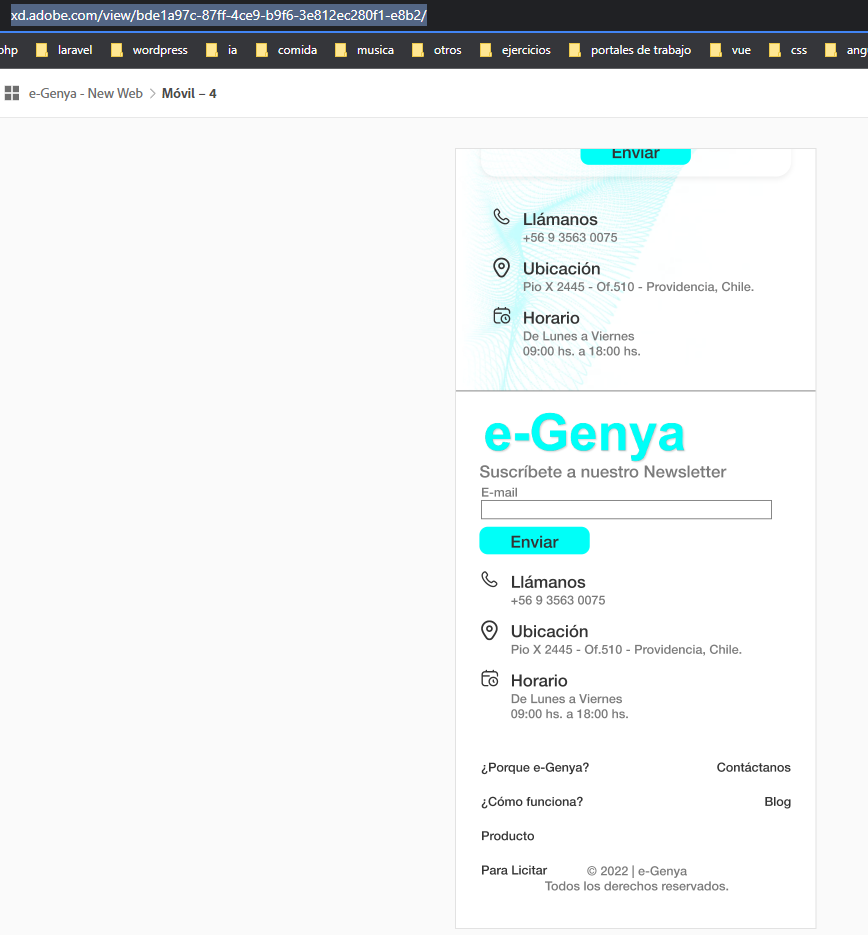 xd.adobe.com/view/bde1a97c-87ff-4ce9-b9f6-3e812ec280f1-e8b2/
php laravel wordpress ia comida musica otros ejercicios portales de trabajo vue css ang
e-Genya - New Web > Móvil – 4
Enviar
Llámanos
+56 9 3563 0075
Ubicación
Pio X 2445 - Of.510 - Providencia, Chile.
Horario
De Lunes a Viernes
09:00 hs. a 18:00 hs.
e-Genya
Suscríbete a nuestro Newsletter
E-mail
Enviar
Llámanos
+56 9 3563 0075
Ubicación
Pio X 2445 - Of.510 - Providencia, Chile.
Horario
De Lunes a Viernes
09:00 hs. a 18:00 hs.
¿Porque e-Genya? Contáctanos
¿Cómo funciona? Blog
Producto
Para Licitar © 2022 | e-Genya
Todos los derechos reservados.